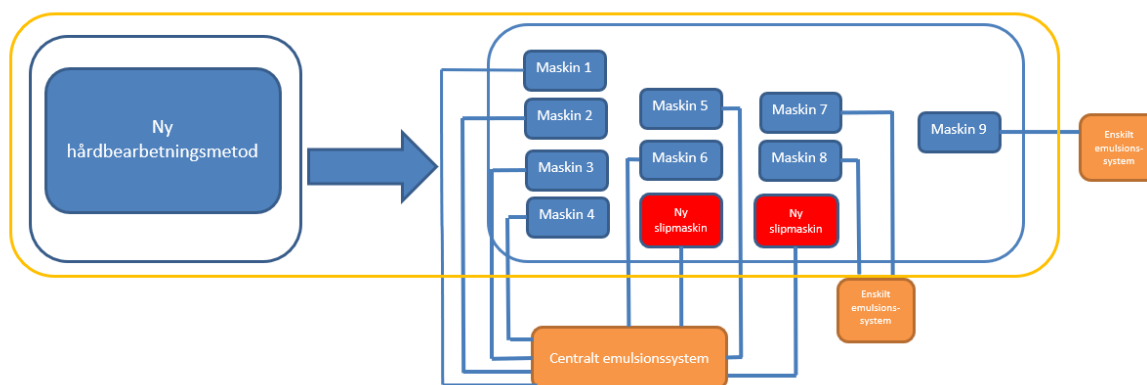 Ny
hårdbearbetningsmetod
Maskin 1
Maskin 2
Maskin 3
Maskin 4
Maskin 5
Maskin 6
Ny
slipmaskin
Maskin 7
Maskin 8
Ny
slipmaskin
Maskin 9
Enskilt
emulsions-
system
Enskilt
emulsions-
system
Centralt emulsionssystem